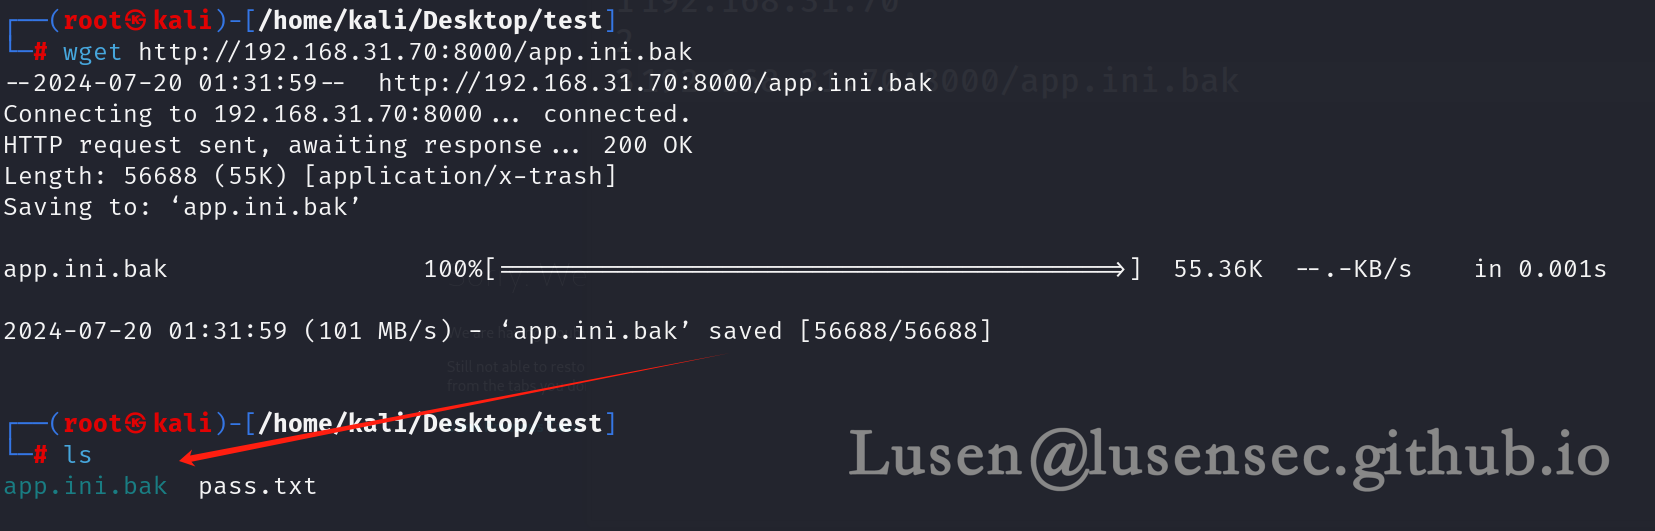 ┌──(root㉿kali)-[/home/kali/Desktop/test]
└─# wget http://192.168.31.70:8000/app.ini.bak
--2024-07-20 01:31:59--  http://192.168.31.70:8000/app.ini.bak
Connecting to 192.168.31.70:8000... connected.
HTTP request sent, awaiting response... 200 OK
Length: 56688 (55K) [application/x-trash]
Saving to: ‘app.ini.bak’
app.ini.bak 100%[=========================================>] 55.36K --.-KB/s in 0.001s
2024-07-20 01:31:59 (101 MB/s) - ‘app.ini.bak’ saved [56688/56688]
Still not able to resto
┌──(root㉿kali)-[/home/kali/Desktop/test]
└─# ls
app.ini.bak  pass.txt
Lusen@lusensec.github.io